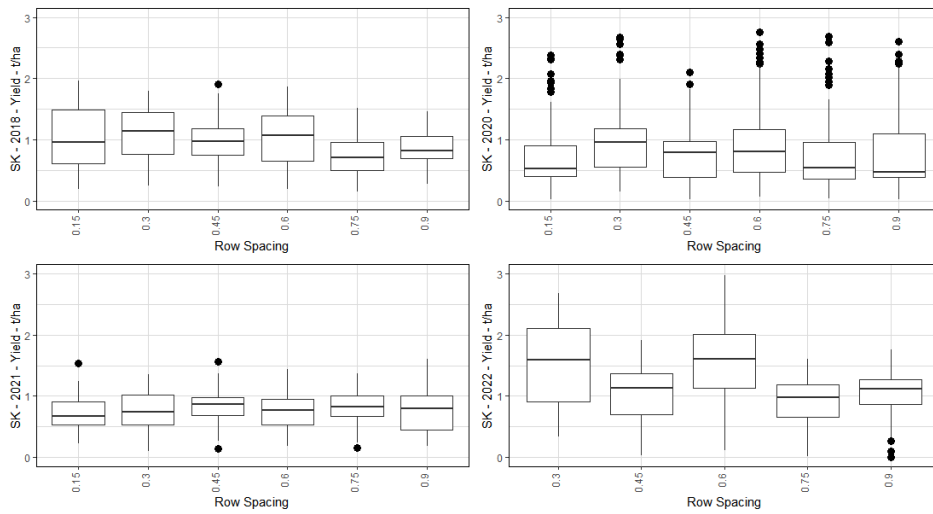 SK - 2018 - Yield - t/ha
3
2
1
0
0.15 0.3 0.45 0.6 0.75 0.9
Row Spacing
SK - 2020 - Yield - t/ha
3
2
1
0
0.15 0.3 0.45 0.6 0.75 0.9
Row Spacing
SK - 2021 - Yield - t/ha
3
2
1
0
0.15 0.3 0.45 0.6 0.75 0.9
Row Spacing
SK - 2022 - Yield - t/ha
3
2
1
0
0.3 0.45 0.6 0.75 0.9
Row Spacing